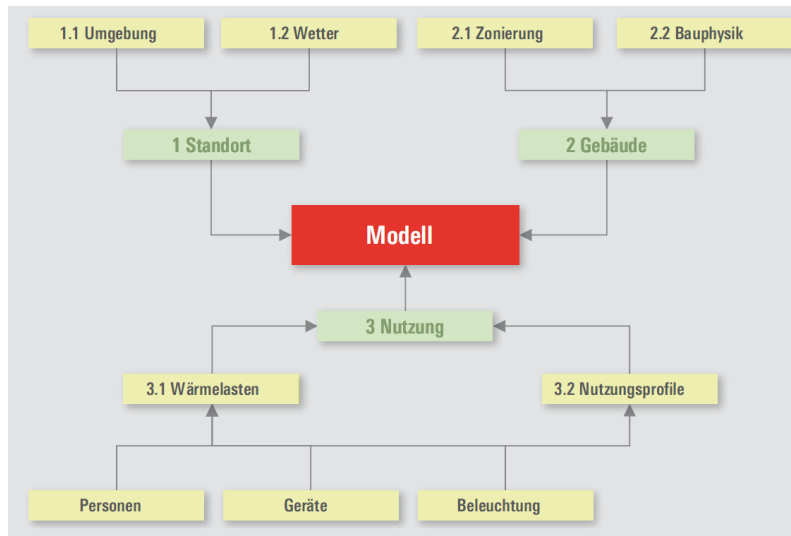 1.1 Umgebung
1.2 Wetter
2.1 Zonierung
2.2 Bauphysik
1 Standort
2 Gebäude
Modell
3 Nutzung
3.1 Wärmelasten
3.2 Nutzungsprofile
Personen
Geräte
Beleuchtung